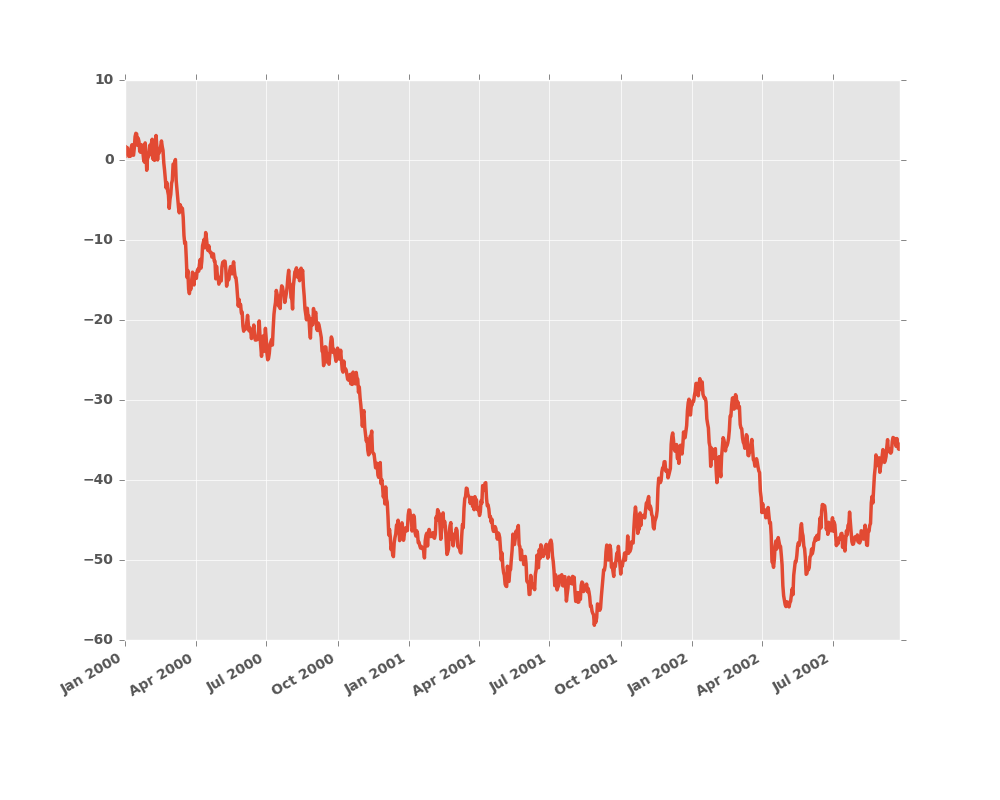 10
0
−10
−20
−30
−40
−50
−60
Jan 2000
Apr 2000
Jul 2000
Oct 2000
Jan 2001
Apr 2001
Jul 2001
Oct 2001
Jan 2002
Apr 2002
Jul 2002